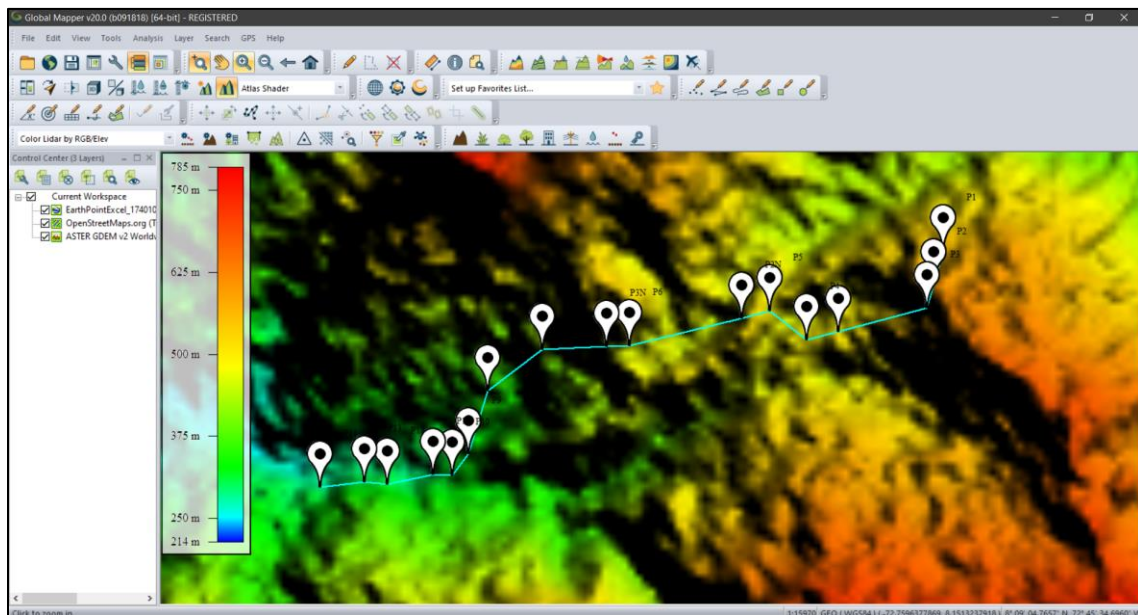 Global Mapper v20.0 (b091818) [64-bit] - REGISTERED
File Edit View Tools Analysis Layer Search GPS Help
Atlas Shader
Set up Favorites List...
Color Lidar by RGB/Elev
Control Center (3 Layers)
Current Workspace
EarthPointExcel_174010
OpenStreetMaps.org (T
ASTER GDEM v2 Worldv
785 m
750 m
625 m
500 m
375 m
250 m
214 m
P1
P2
P3
P5
P3N P6
Click to zoom in